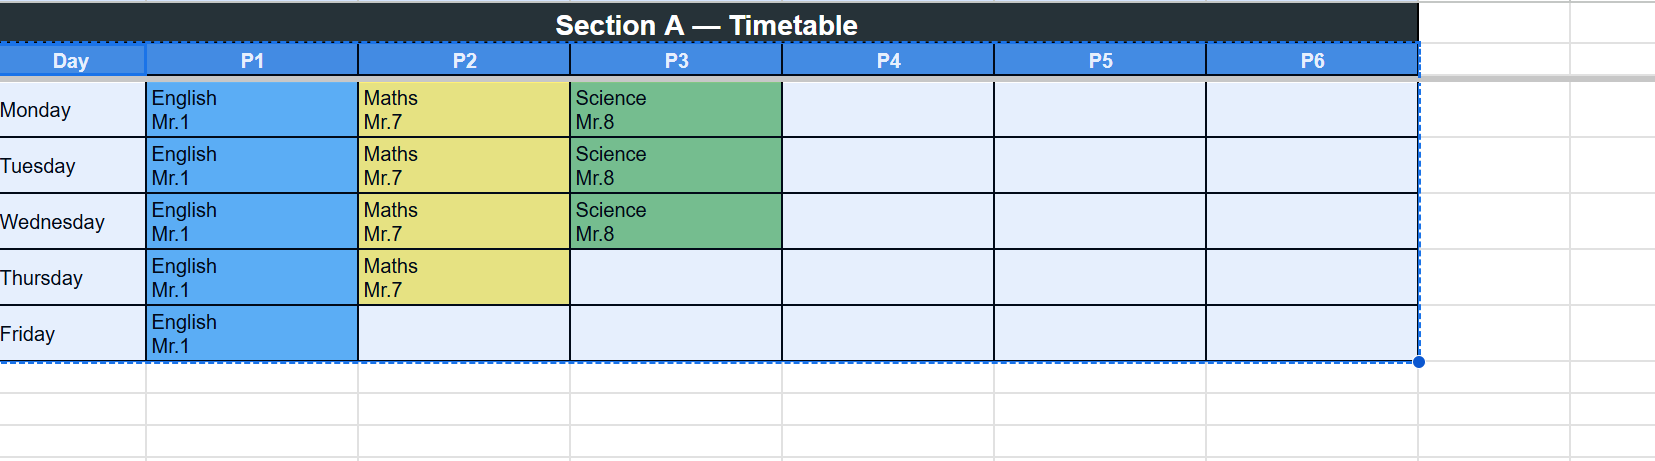 Section A — Timetable
Day P1 P2 P3 P4 P5 P6
Monday
English Maths Science
Mr.1 Mr.7 Mr.8
Tuesday
English Maths Science
Mr.1 Mr.7 Mr.8
Wednesday
English Maths Science
Mr.1 Mr.7 Mr.8
Thursday
English Maths
Mr.1 Mr.7
Friday
English
Mr.1